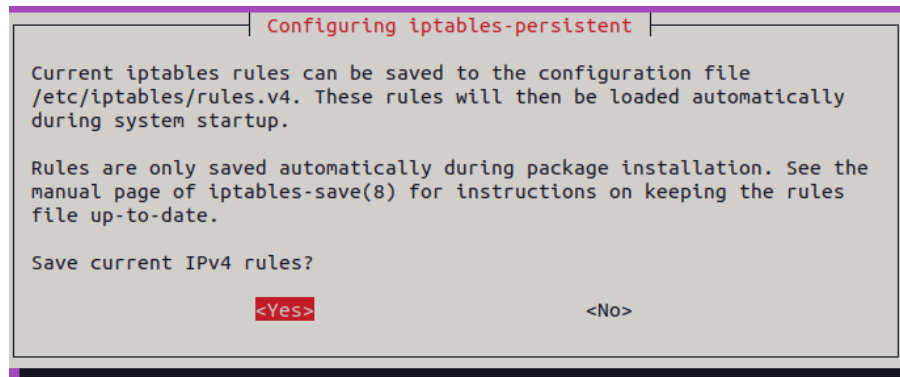 Configuring iptables-persistent
Current iptables rules can be saved to the configuration file
/etc/iptables/rules.v4. These rules will then be loaded automatically
during system startup.
Rules are only saved automatically during package installation. See the
manual page of iptables-save(8) for instructions on keeping the rules
file up-to-date.
Save current IPv4 rules?
<Yes> <No>